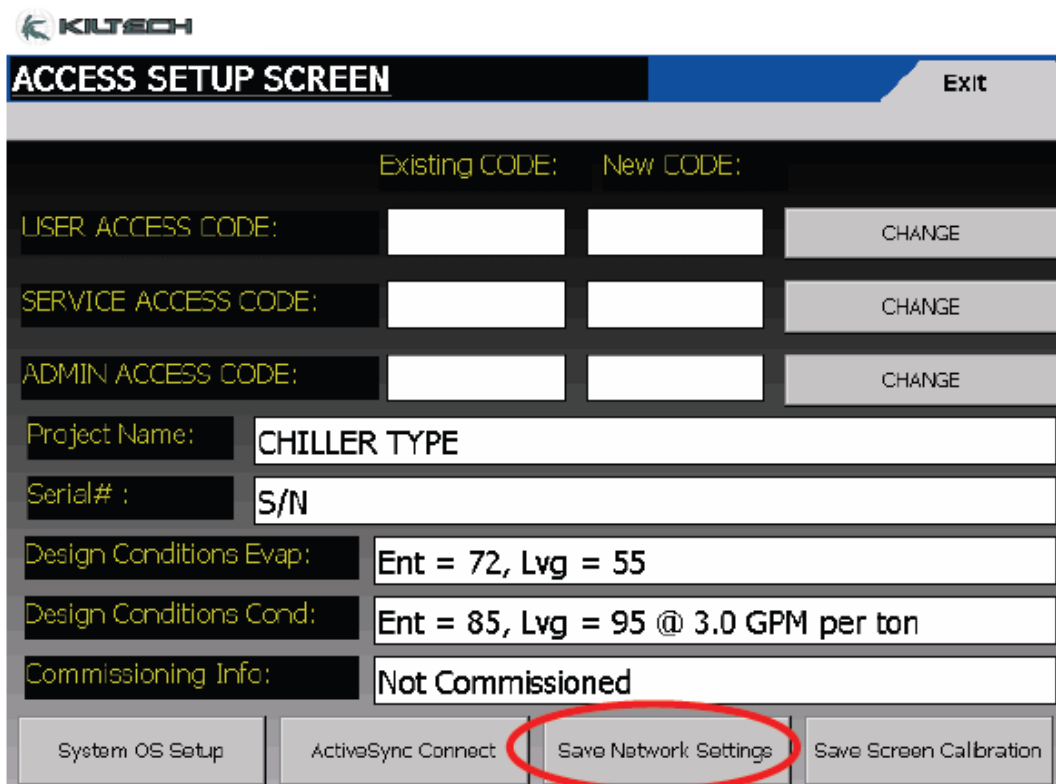 KILTECH
ACCESS SETUP SCREEN Exit
Existing CODE: New CODE:
USER ACCESS CODE: CHANGE
SERVICE ACCESS CODE: CHANGE
ADMIN ACCESS CODE: CHANGE
Project Name: CHILLER TYPE
Serial# : S/N
Design Conditions Evap: Ent = 72, Lvg = 55
Design Conditions Cond: Ent = 85, Lvg = 95 @ 3.0 GPM per ton
Commissioning Info: Not Commissioned
System OS Setup ActiveSync Connect Save Network Settings Save Screen Calibration